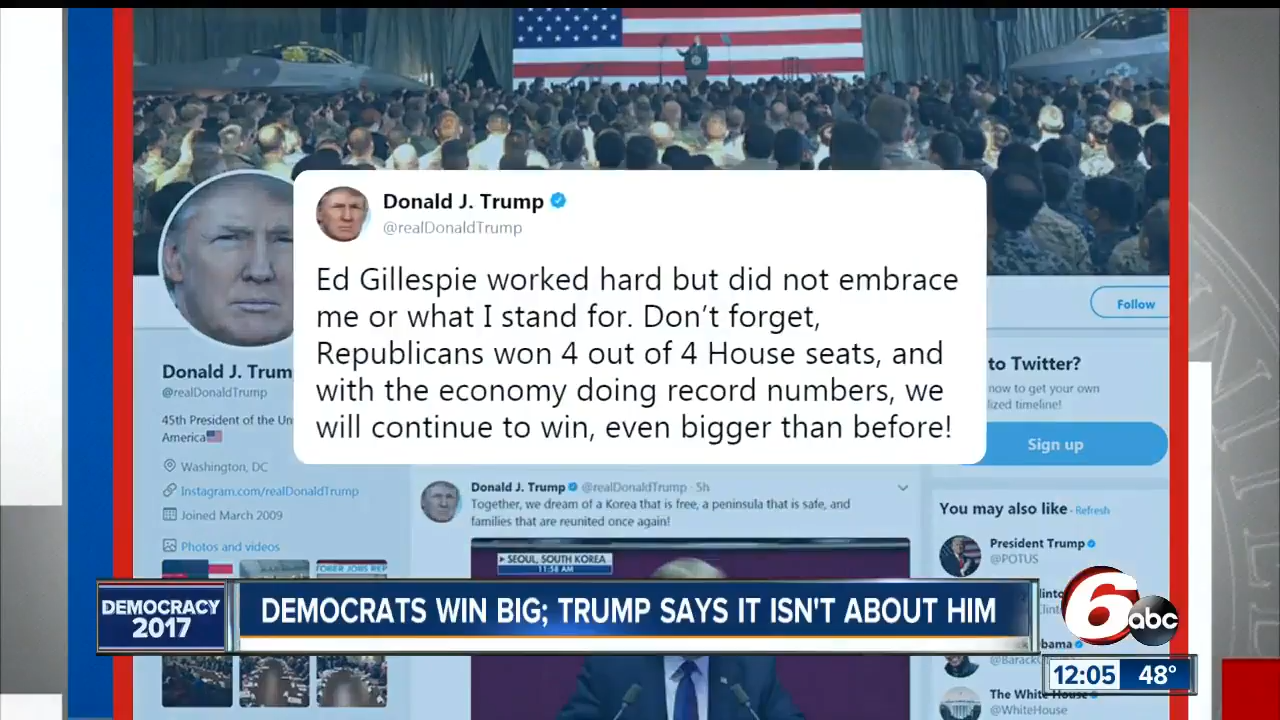 Donald J. Trump
@realDonaldTrump
Ed Gillespie worked hard but did not embrace
me or what I stand for. Don't forget,
Republicans won 4 out of 4 House seats, and
with the economy doing record numbers, we
will continue to win, even bigger than before!
Follow
Donald J. Trum
@realDonaldTrump
45th President of the Un
America
Washington, DC
Instagram.com/realDonaldTrump
Joined March 2009
Photos and videos
to Twitter?
now to get your own
lized timeline!
Sign up
Donald J. Trump @realDonaldTrump · 5h
Together, we dream of a Korea that is free, a peninsula that is safe, and
families that are reunited once again!
SEOUL, SOUTH KOREA
11:58 AM
You may also like · Refresh
President Trump
@POTUS
bama
The White House
@WhiteHouse
DEMOCRACY
2017
DEMOCRATS WIN BIG; TRUMP SAYS IT ISN'T ABOUT HIM
6
abc
12:05 48°